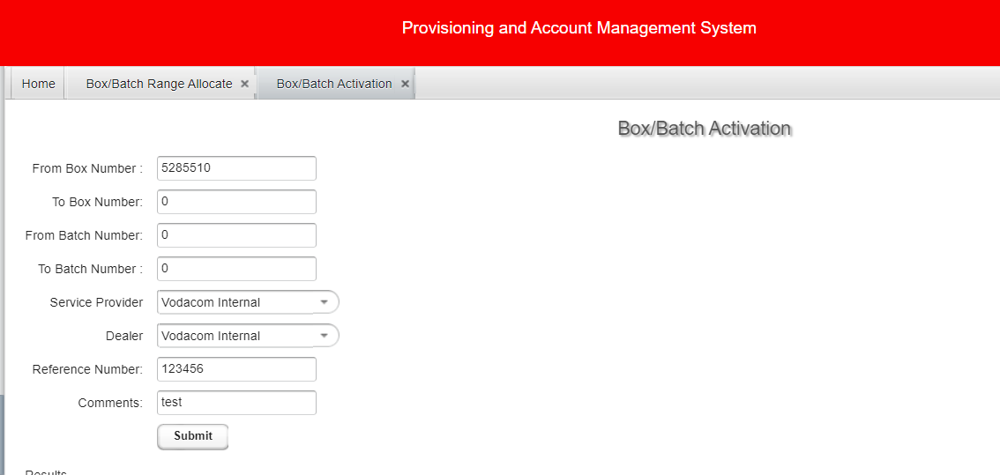 Provisioning and Account Management System
Home Box/Batch Range Allocate × Box/Batch Activation ×
Box/Batch Activation
From Box Number : 5285510
To Box Number: 0
From Batch Number: 0
To Batch Number : 0
Service Provider Vodacom Internal
Dealer Vodacom Internal
Reference Number: 123456
Comments: test
Submit
Results